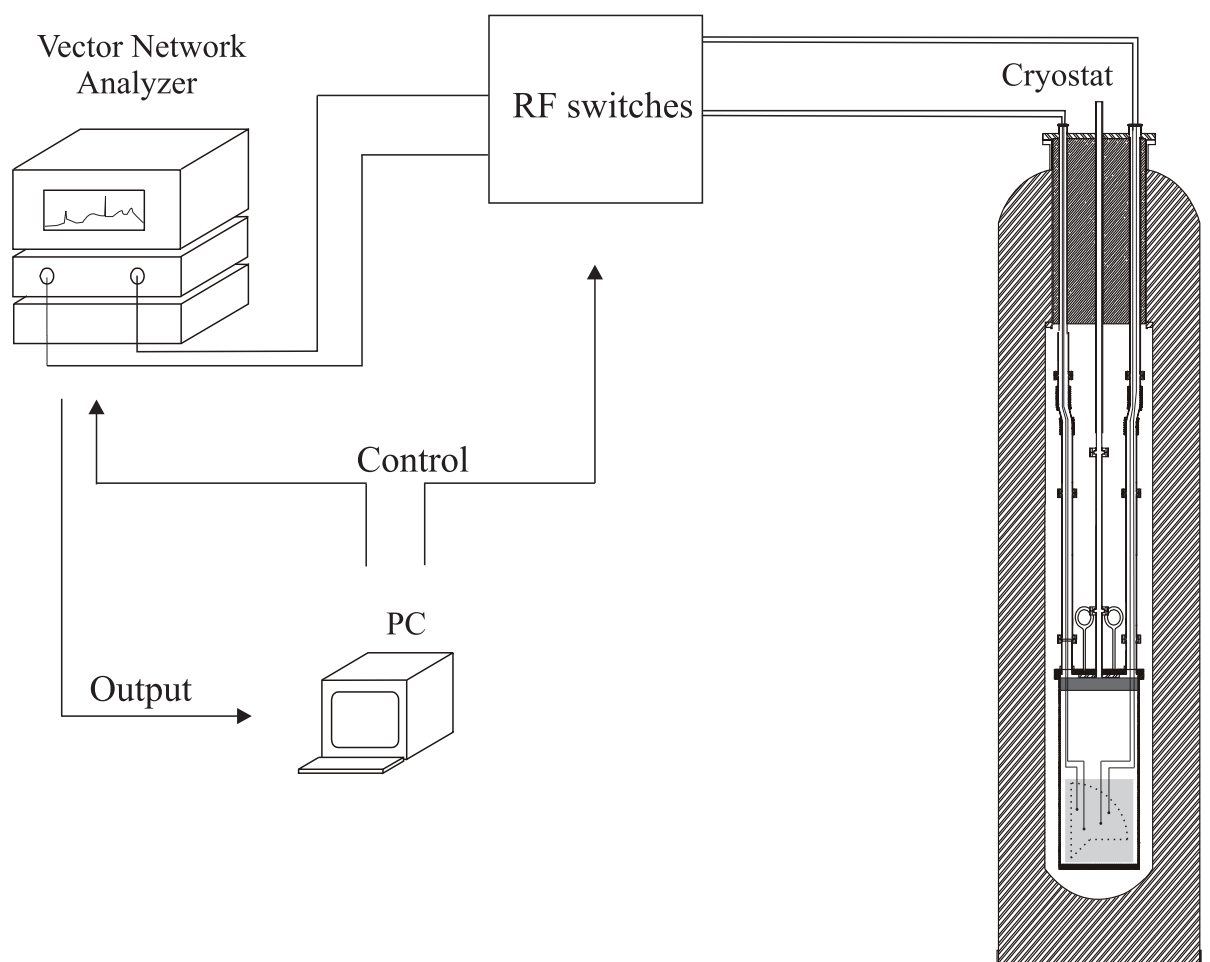 Vector Network
Analyzer
RF switches
Cryostat
Control
PC
Output